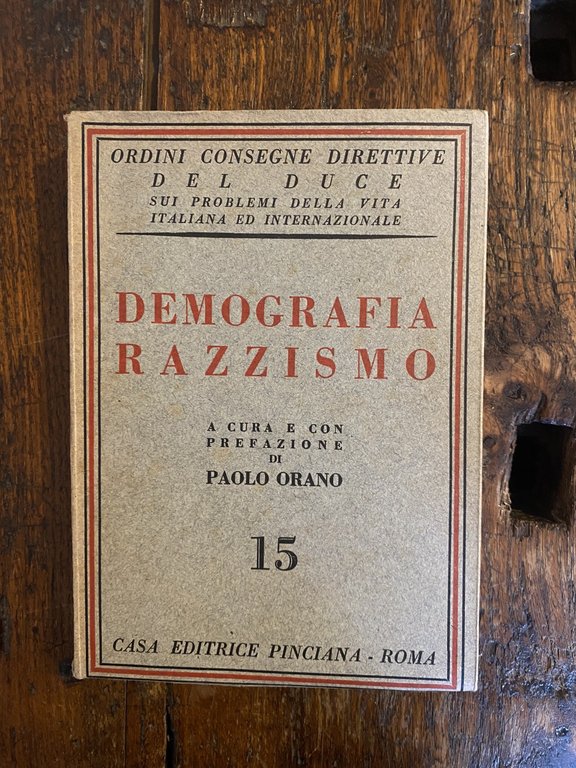 ORDINI CONSEGNE DIRETTIVE
DEL DUCE
SUI PROBLEMI DELLA VITA
ITALIANA ED INTERNAZIONALE
DEMOGRAFIA
RAZZISMO
A CURA E CON
PREFAZIONE
DI
PAOLO ORANO
15
CASA EDITRICE PINCIANA - ROMA